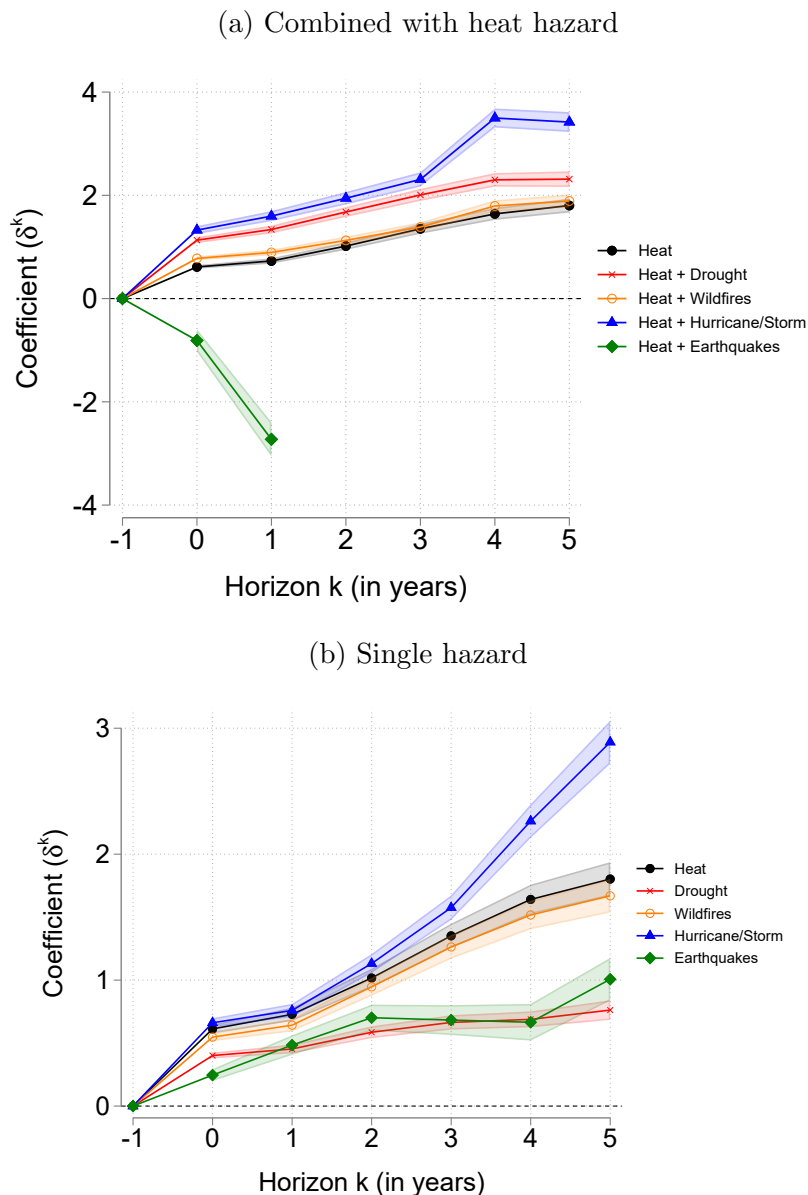 (a) Combined with heat hazard
4
2
0
-2
-4
Coefficient (δᵏ)
-1 0 1 2 3 4 5
Horizon k (in years)
Heat
Heat + Drought
Heat + Wildfires
Heat + Hurricane/Storm
Heat + Earthquakes
(b) Single hazard
3
2
1
0
Coefficient (δᵏ)
-1 0 1 2 3 4 5
Horizon k (in years)
Heat
Drought
Wildfires
Hurricane/Storm
Earthquakes